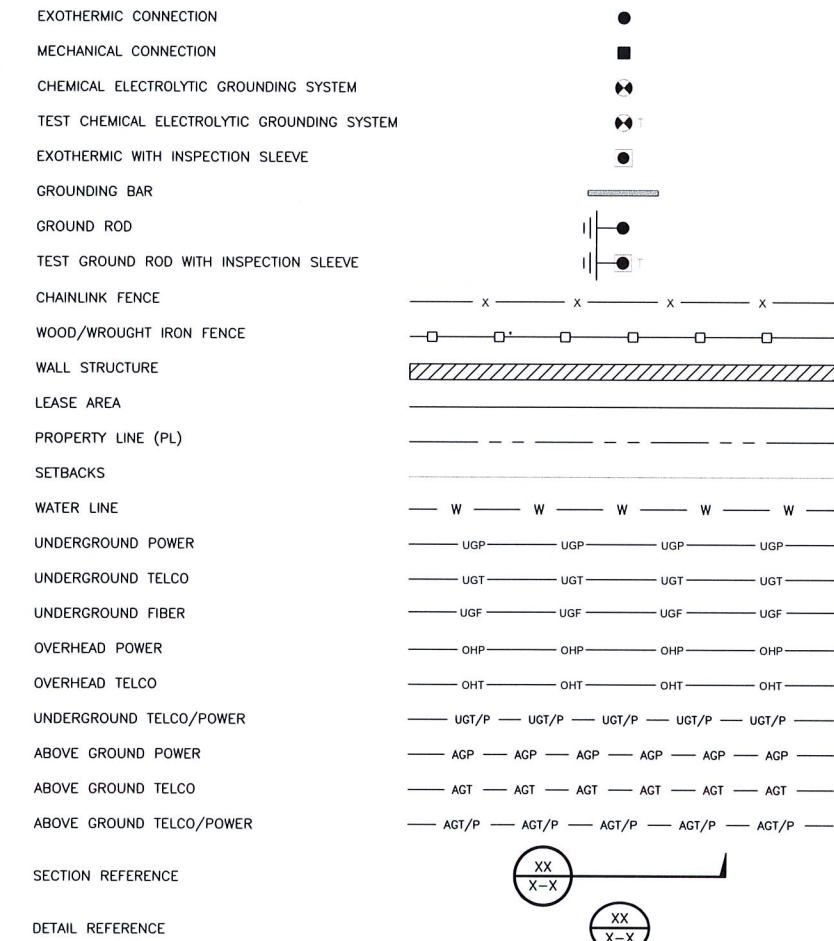 EXOTHERMIC CONNECTION
MECHANICAL CONNECTION
CHEMICAL ELECTROLYTIC GROUNDING SYSTEM
TEST CHEMICAL ELECTROLYTIC GROUNDING SYSTEM T
EXOTHERMIC WITH INSPECTION SLEEVE
GROUNDING BAR
GROUND ROD
TEST GROUND ROD WITH INSPECTION SLEEVE T
CHAINLINK FENCE X X X X
WOOD/WROUGHT IRON FENCE
WALL STRUCTURE
LEASE AREA
PROPERTY LINE (PL)
SETBACKS
WATER LINE W W W W W
UNDERGROUND POWER UGP UGP UGP UGP
UNDERGROUND TELCO UGT UGT UGT UGT
UNDERGROUND FIBER UGF UGF UGF UGF
OVERHEAD POWER OHP OHP OHP OHP
OVERHEAD TELCO OHT OHT OHT OHT
UNDERGROUND TELCO/POWER UGT/P UGT/P UGT/P UGT/P UGT/P
ABOVE GROUND POWER AGP AGP AGP AGP AGP AGP
ABOVE GROUND TELCO AGT AGT AGT AGT AGT AGT
ABOVE GROUND TELCO/POWER AGT/P AGT/P AGT/P AGT/P AGT/P
SECTION REFERENCE XX
X-X
DETAIL REFERENCE XX
X-X